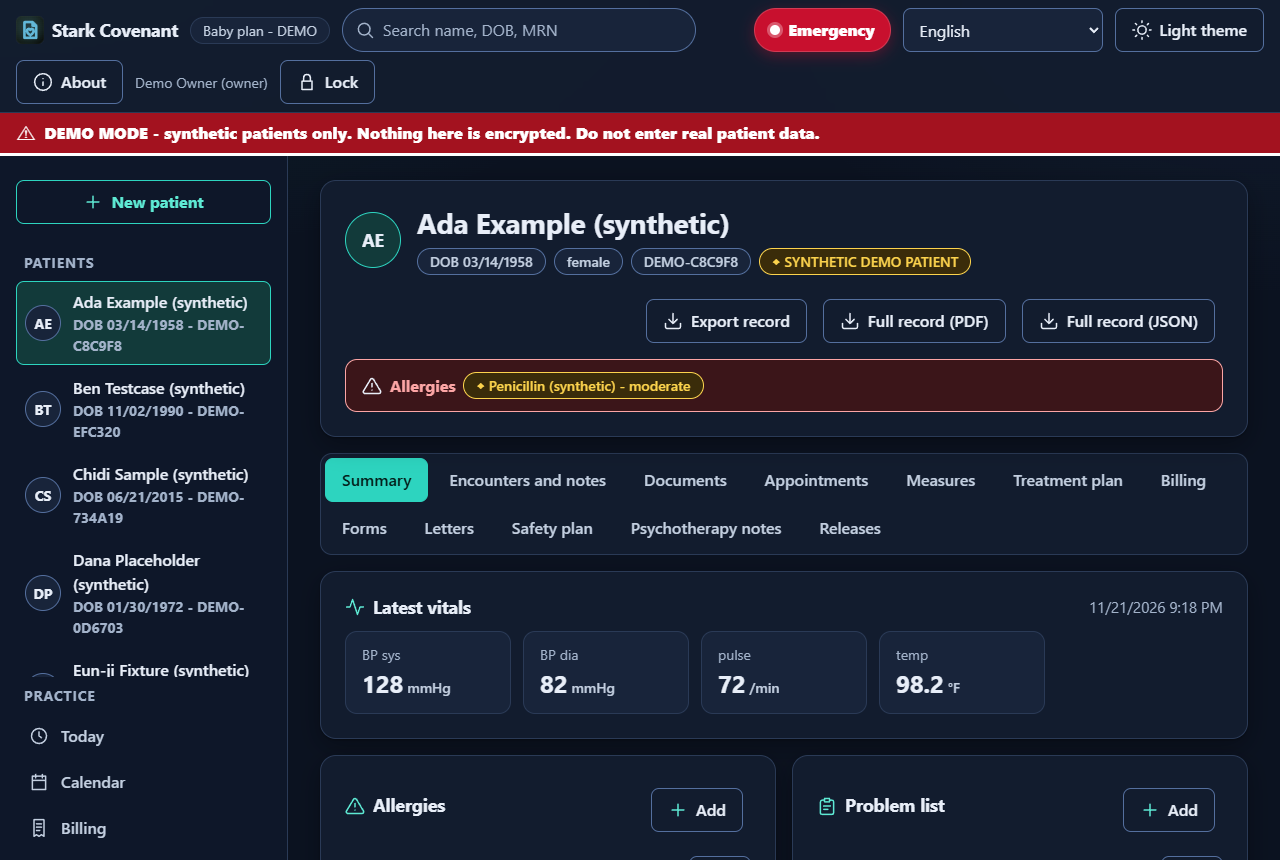 Stark Covenant
Baby plan - DEMO
Search name, DOB, MRN
Emergency
English
Light theme
About
Demo Owner (owner)
Lock
DEMO MODE - synthetic patients only. Nothing here is encrypted. Do not enter real patient data.
New patient
PATIENTS
AE
Ada Example (synthetic)
DOB 03/14/1958 - DEMO-
C8C9F8
BT
Ben Testcase (synthetic)
DOB 11/02/1990 - DEMO-
EFC320
CS
Chidi Sample (synthetic)
DOB 06/21/2015 - DEMO-
734A19
DP
Dana Placeholder
(synthetic)
DOB 01/30/1972 - DEMO-
0D6703
Eun-ji Fixture (synthetic)
PRACTICE
Today
Calendar
Billing
AE
Ada Example (synthetic)
DOB 03/14/1958
female
DEMO-C8C9F8
SYNTHETIC DEMO PATIENT
Export record
Full record (PDF)
Full record (JSON)
Allergies
Penicillin (synthetic) - moderate
Summary
Encounters and notes
Documents
Appointments
Measures
Treatment plan
Billing
Forms
Letters
Safety plan
Psychotherapy notes
Releases
Latest vitals
11/21/2026 9:18 PM
BP sys
128 mmHg
BP dia
82 mmHg
pulse
72 /min
temp
98.2 °F
Allergies
Add
Problem list
Add